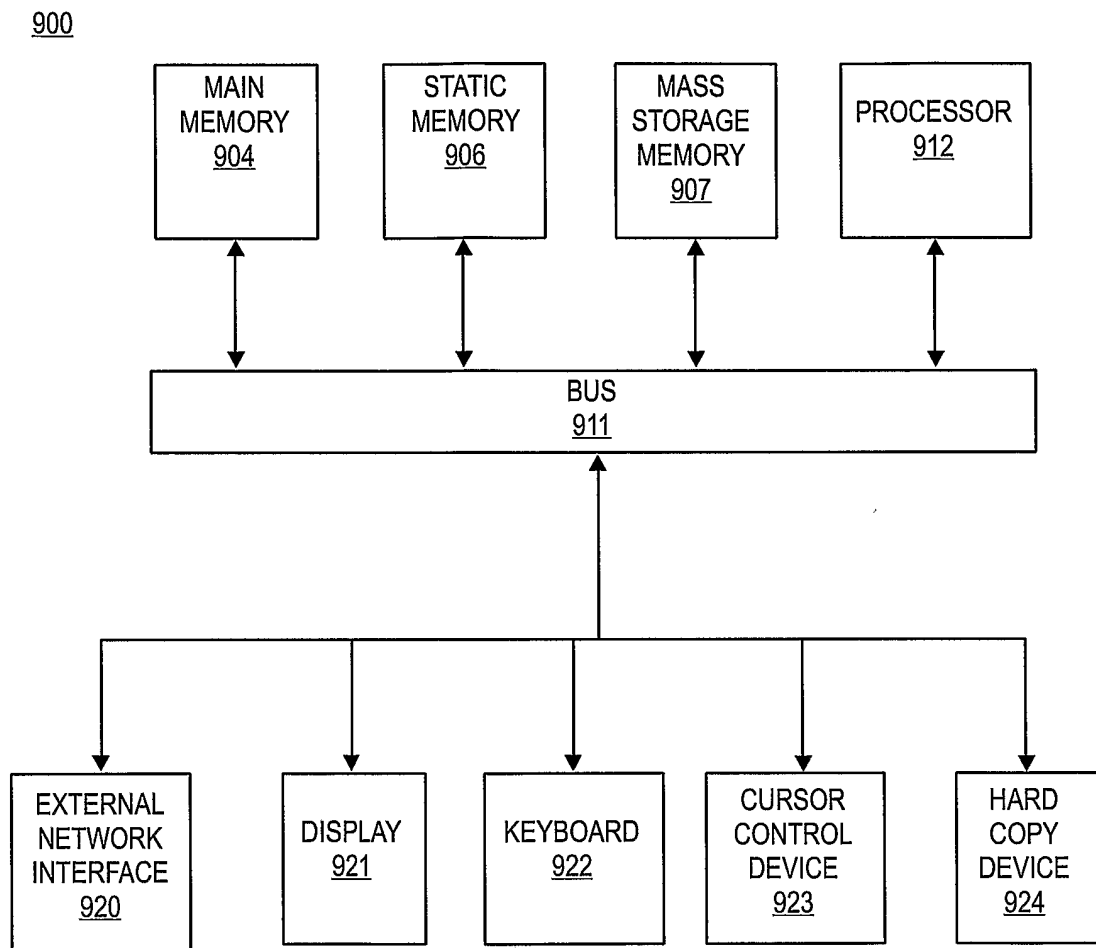 900
MAIN
MEMORY
904
STATIC
MEMORY
906
MASS
STORAGE
MEMORY
907
PROCESSOR
912
BUS
911
EXTERNAL
NETWORK
INTERFACE
920
DISPLAY
921
KEYBOARD
922
CURSOR
CONTROL
DEVICE
923
HARD
COPY
DEVICE
924